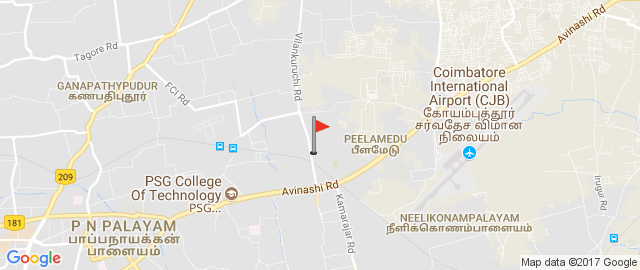 Avinashi Rd
Tagore Rd
Vilankuruchi Rd
GANAPATHYPUDUR
கணபதிபுதூர்
FCI Rd
Coimbatore
International
Airport (CJB)
கோயம்புத்தூர்
சர்வதேச விமான
நிலையம்
PEELAMEDU
பீளமேடு
209
PSG College
Of Technology
PSG...
Avinashi Rd
Irugur Rd
181
P N PALAYAM
பாப்பநாயக்கன்
பாளையம்
Kamarajar Rd
NEELIKONAMPALAYAM
நீலிக்கொணம்பாளையம்
Google
Map data ©2017 Google